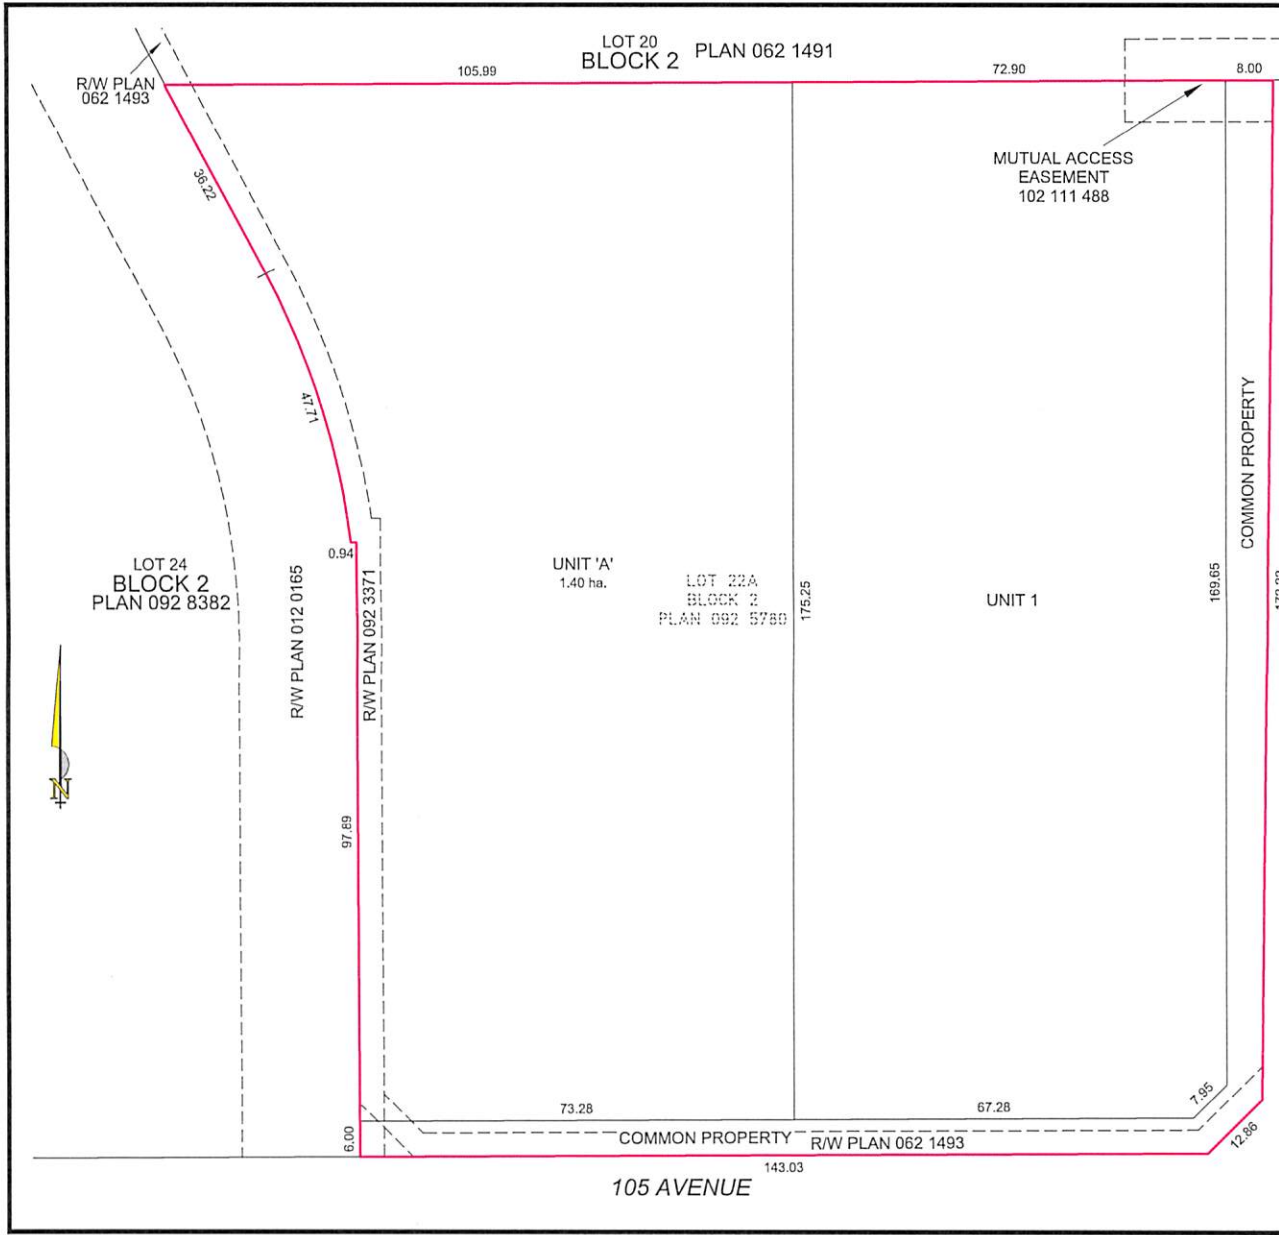 LOT 20
BLOCK 2 PLAN 062 1491
105.99
72.90
8.00
R/W PLAN
062 1493
MUTUAL ACCESS
EASEMENT
102 111 488
36.22
47.71
COMMON PROPERTY
0.94
LOT 24
BLOCK 2
PLAN 092 8382
R/W PLAN 012 0165
R/W PLAN 092 3371
UNIT 'A'
1.40 ha.
LOT 22A
BLOCK 2
PLAN 092 5780
175.25
UNIT 1
169.65
N
97.89
73.28
67.28
7.95
6.00
COMMON PROPERTY
R/W PLAN 062 1493
12.86
143.03
105 AVENUE